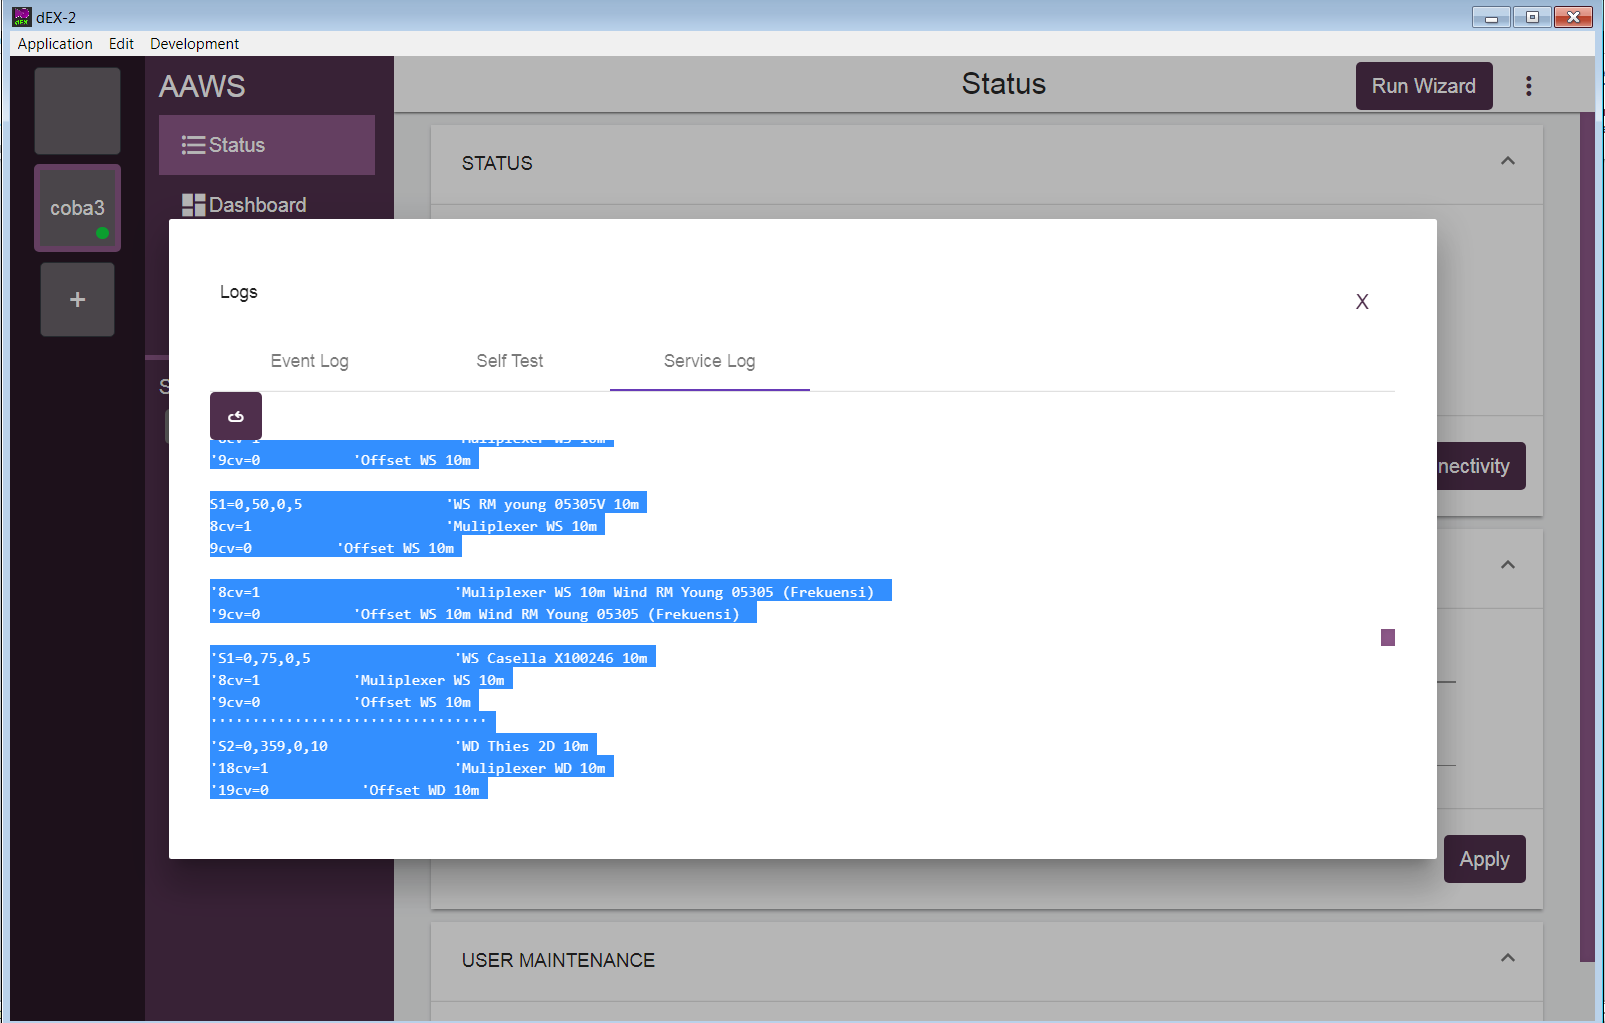 dEX-2
Application Edit Development
AAWS
Status
Run Wizard
Status
STATUS
coba3
Dashboard
+
Logs
X
Event Log Self Test Service Log
'8cv=1 'Muliplexer WS 10m
'9cv=0 'Offset WS 10m
S1=0,50,0,5 'WS RM young 05305V 10m
8cv=1 'Muliplexer WS 10m
9cv=0 'Offset WS 10m
'8cv=1 'Muliplexer WS 10m Wind RM Young 05305 (Frekuensi)
'9cv=0 'Offset WS 10m Wind RM Young 05305 (Frekuensi)
'S1=0,75,0,5 'WS Casella X100246 10m
'8cv=1 'Muliplexer WS 10m
'9cv=0 'Offset WS 10m
'''''''''''''''''''''''''''''''''
'S2=0,359,0,10 'WD Thies 2D 10m
'18cv=1 'Muliplexer WD 10m
'19cv=0 'Offset WD 10m
S
nectivity
Apply
USER MAINTENANCE